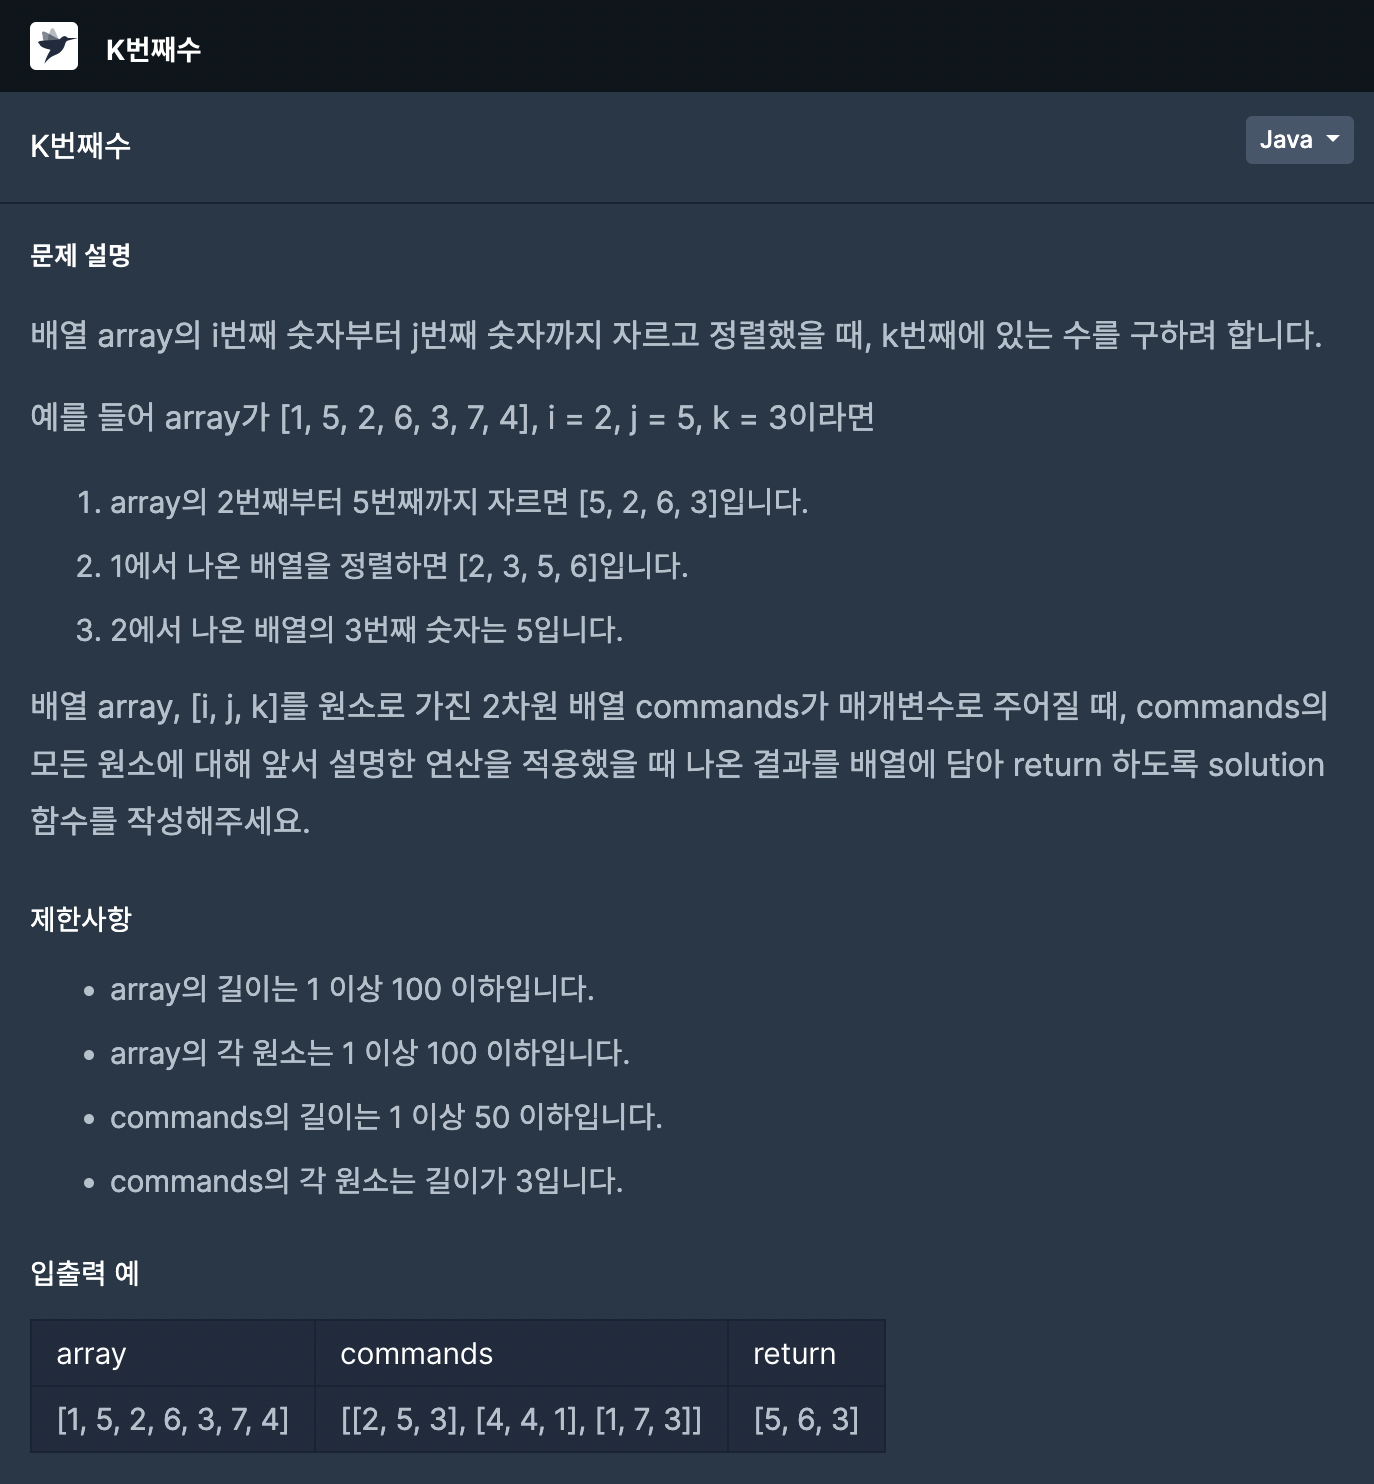 K번째수
K번째수
Java
문제 설명
배열 array의 i번째 숫자부터 j번째 숫자까지 자르고 정렬했을 때, k번째에 있는 수를 구하려 합니다.
예를 들어 array가 [1, 5, 2, 6, 3, 7, 4], i = 2, j = 5, k = 3이라면
1. array의 2번째부터 5번째까지 자르면 [5, 2, 6, 3]입니다.
2. 1에서 나온 배열을 정렬하면 [2, 3, 5, 6]입니다.
3. 2에서 나온 배열의 3번째 숫자는 5입니다.
배열 array, [i, j, k]를 원소로 가진 2차원 배열 commands가 매개변수로 주어질 때, commands의
모든 원소에 대해 앞서 설명한 연산을 적용했을 때 나온 결과를 배열에 담아 return 하도록 solution
함수를 작성해주세요.
제한사항
• array의 길이는 1 이상 100 이하입니다.
• array의 각 원소는 1 이상 100 이하입니다.
• commands의 길이는 1 이상 50 이하입니다.
• commands의 각 원소는 길이가 3입니다.
입출력 예
array commands return
[1, 5, 2, 6, 3, 7, 4] [[2, 5, 3], [4, 4, 1], [1, 7, 3]] [5, 6, 3]